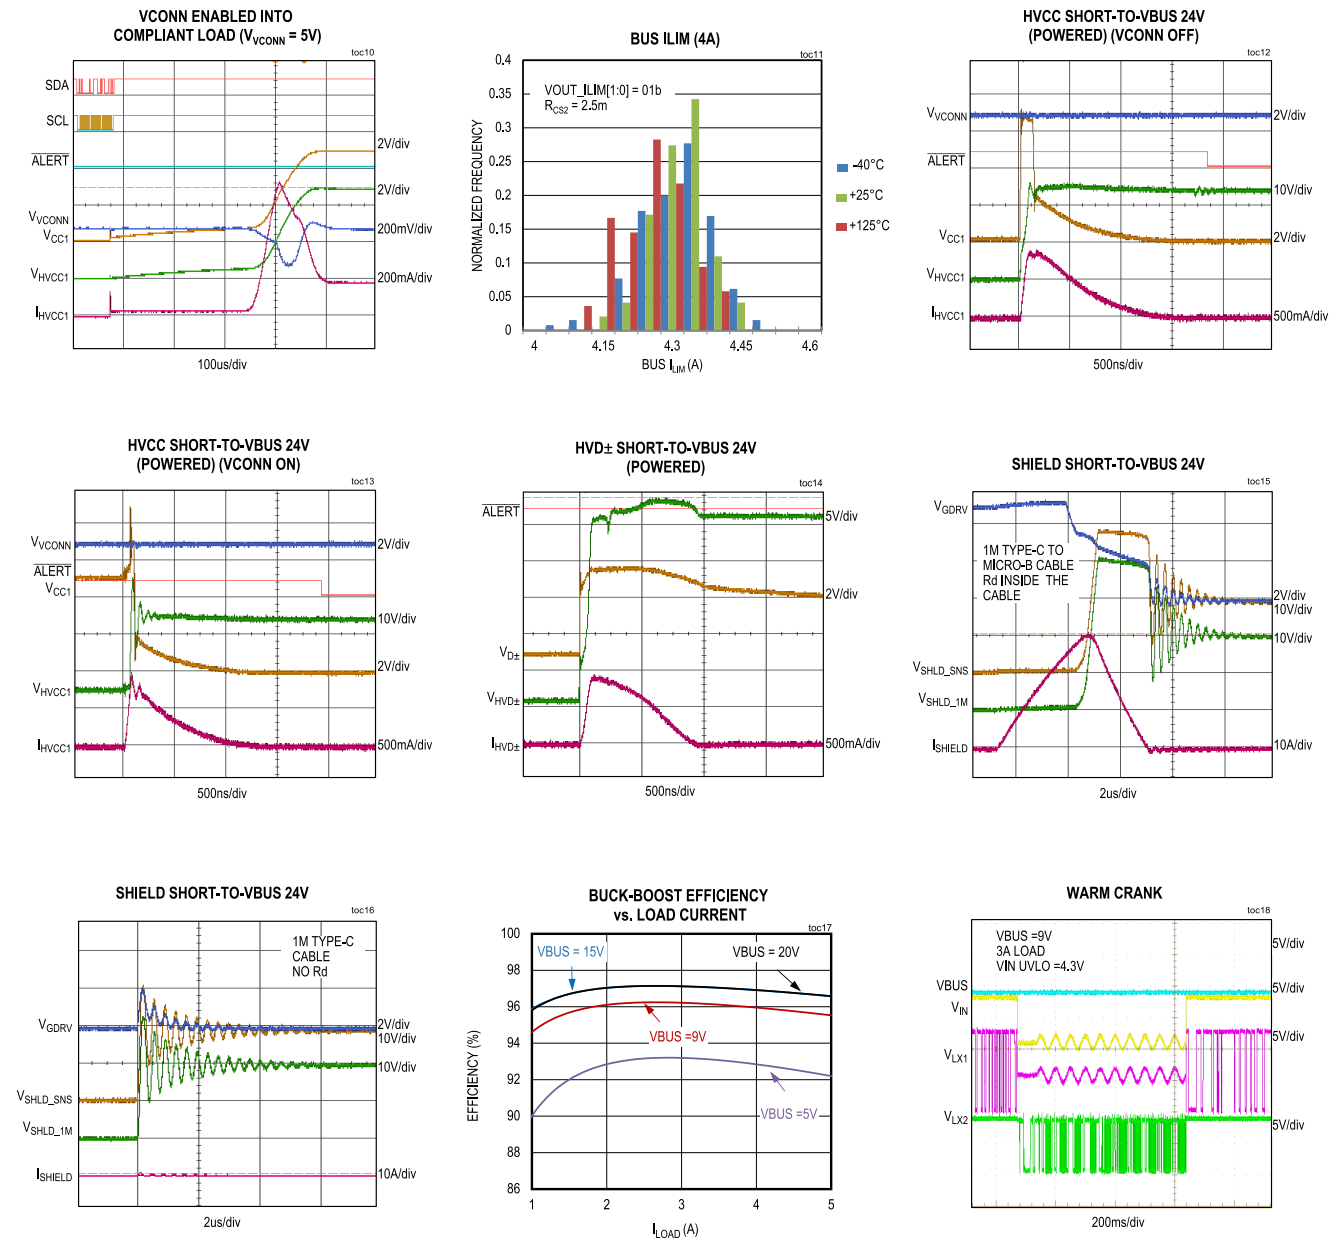 VCONN ENABLED INTO
COMPLIANT LOAD (VVCONN = 5V)
toc10
SDA
SCL
ALERT
VVCONN
VCC1
VHVCC1
IHVCC1
2V/div
2V/div
200mV/div
200mA/div
100us/div
BUS ILIM (4A)
toc11
VOUT_ILIM[1:0] = 01b
RCS2 = 2.5m
NORMALIZED FREQUENCY
0.4
0.35
0.3
0.25
0.2
0.15
0.1
0.05
0
4
4.15
4.3
4.45
4.6
BUS ILIM (A)
-40°C
+25°C
+125°C
HVCC SHORT-TO-VBUS 24V
(POWERED) (VCONN OFF)
toc12
VVCONN
ALERT
VCC1
VHVCC1
IHVCC1
2V/div
10V/div
2V/div
500mA/div
500ns/div
HVCC SHORT-TO-VBUS 24V
(POWERED) (VCONN ON)
toc13
VVCONN
ALERT
VCC1
VHVCC1
IHVCC1
2V/div
10V/div
2V/div
500mA/div
500ns/div
HVD± SHORT-TO-VBUS 24V
(POWERED)
toc14
ALERT
VD±
VHVD±
IHVD±
5V/div
2V/div
500mA/div
500ns/div
SHIELD SHORT-TO-VBUS 24V
toc15
VGDRV
1M TYPE-C TO
MICRO-B CABLE
Rd INSIDE THE
CABLE
VSHLD_SNS
VSHLD_1M
ISHIELD
2V/div
10V/div
10V/div
10A/div
2us/div
SHIELD SHORT-TO-VBUS 24V
toc16
1M TYPE-C
CABLE
NO Rd
VGDRV
VSHLD_SNS
VSHLD_1M
ISHIELD
2V/div
10V/div
10V/div
10A/div
2us/div
BUCK-BOOST EFFICIENCY
vs. LOAD CURRENT
toc17
EFFICIENCY (%)
100
98
96
94
92
90
88
86
VBUS = 15V
VBUS = 20V
VBUS =9V
VBUS =5V
1
2
3
4
5
ILOAD (A)
WARM CRANK
toc18
VBUS =9V
3A LOAD
VIN UVLO =4.3V
VBUS
VIN
VLX1
VLX2
5V/div
5V/div
5V/div
5V/div
200ms/div